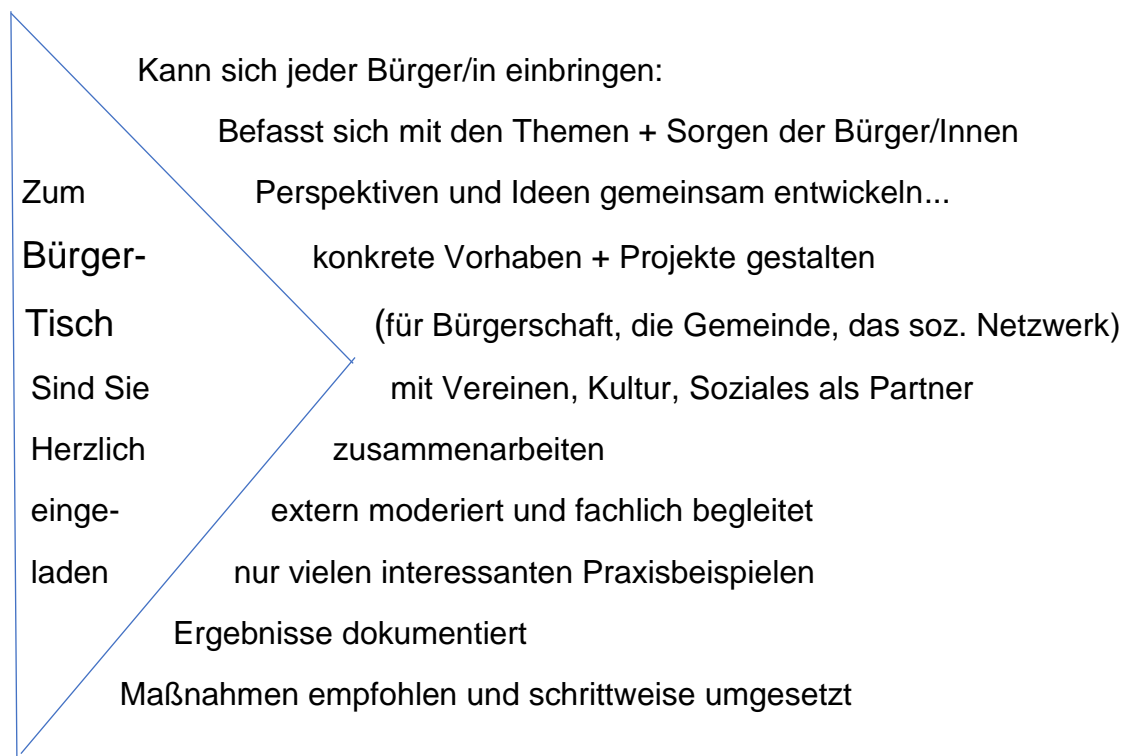 Kann sich jeder Bürger/in einbringen:
Befasst sich mit den Themen + Sorgen der Bürger/Innen
Zum Perspektiven und Ideen gemeinsam entwickeln...
Bürger- konkrete Vorhaben + Projekte gestalten
Tisch (für Bürgerschaft, die Gemeinde, das soz. Netzwerk)
Sind Sie mit Vereinen, Kultur, Soziales als Partner
Herzlich zusammenarbeiten
einge- extern moderiert und fachlich begleitet
laden nur vielen interessanten Praxisbeispielen
Ergebnisse dokumentiert
Maßnahmen empfohlen und schrittweise umgesetzt